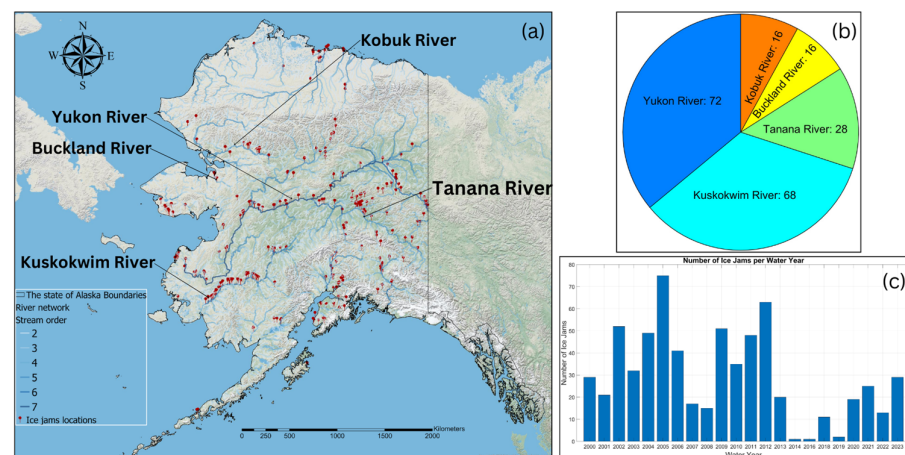 (a)
N
W E
S
Kobuk River
Yukon River
Buckland River
Tanana River
Kuskokwim River
The state of Alaska Boundaries
River network
Stream order
2
3
4
5
6
7
Ice jams locations
Kilometers
0 250 500 1000 1500 2000
(b)
Kobuk River: 16
Buckland River: 16
Yukon River: 72
Tanana River: 28
Kuskokwim River: 68
Number of Ice Jams per Water Year
(c)
Number of Ice Jams
80
70
60
50
40
30
20
10
0
2000 2001 2002 2003 2004 2005 2006 2007 2008 2009 2010 2011 2012 2013 2014 2016 2018 2019 2020 2021 2022 2023
Water Year